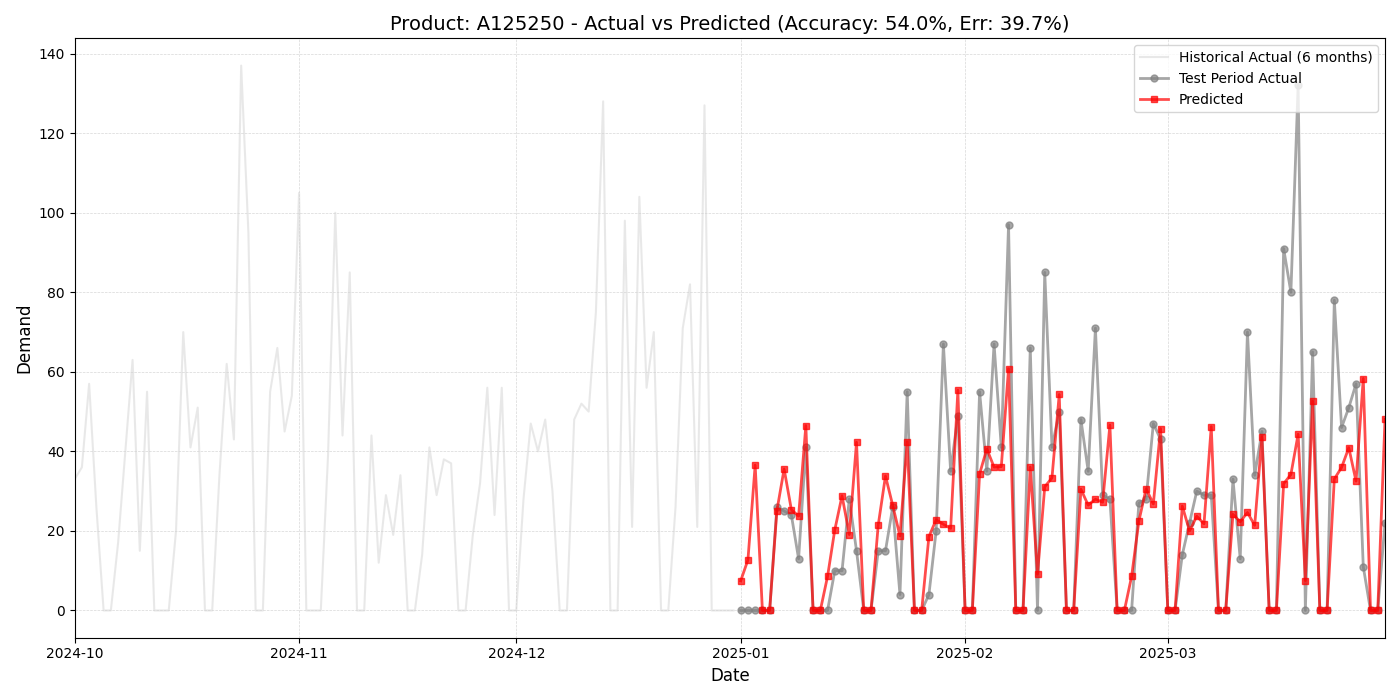 Product: A125250 - Actual vs Predicted (Accuracy: 54.0%, Err: 39.7%)
Historical Actual (6 months)
Test Period Actual
Predicted
Demand
140
120
100
80
60
40
20
0
2024-10
2024-11
2024-12
2025-01
2025-02
2025-03
Date